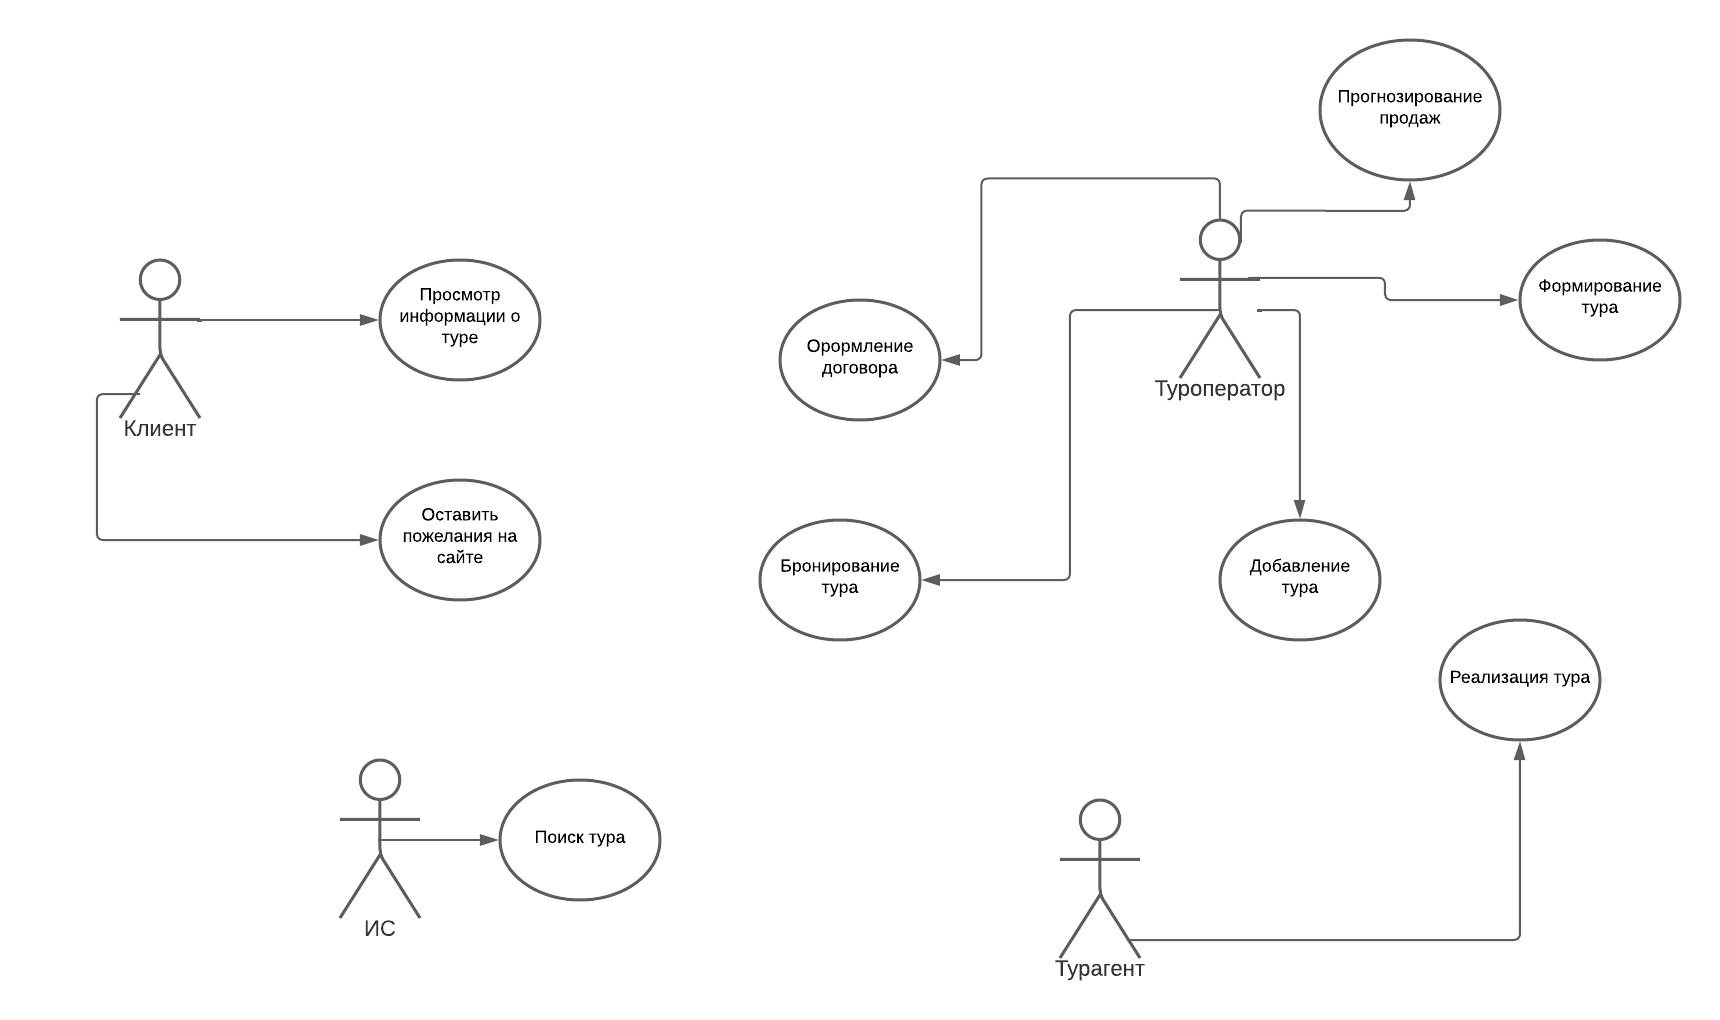 Прогнозирование
продаж
Просмотр
информации о
туре
Формирование
тура
Орормление
договора
Туроператор
Клиент
Оставить
пожелания на
сайте
Бронирование
тура
Добавление
тура
Реализация тура
Поиск тура
ИС
Турагент